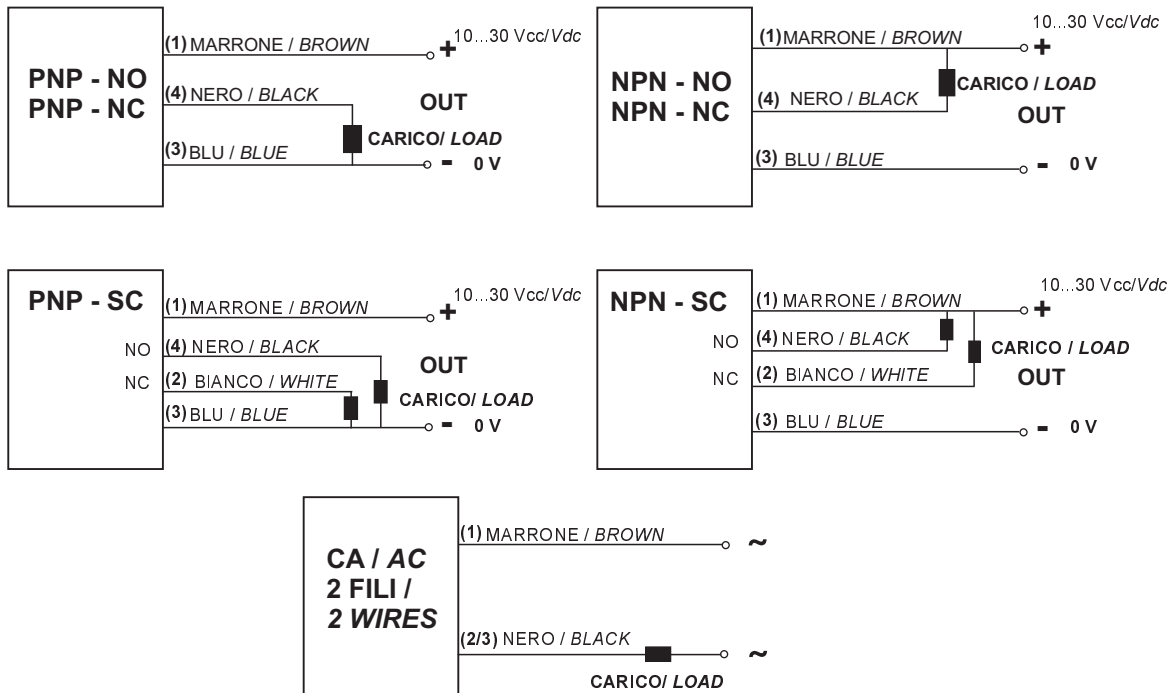 PNP - NO
PNP - NC
(1) MARRONE / BROWN
+ 10...30 Vcc/Vdc
(4) NERO / BLACK
OUT
CARICO/ LOAD
(3) BLU / BLUE
- 0 V
NPN - NO
NPN - NC
(1) MARRONE / BROWN
10...30 Vcc/Vdc
+
CARICO / LOAD
(4) NERO / BLACK
OUT
(3) BLU / BLUE
- 0 V
PNP - SC
(1) MARRONE / BROWN
+ 10...30 Vcc/Vdc
NO (4) NERO / BLACK
OUT
NC (2) BIANCO / WHITE
CARICO/ LOAD
(3) BLU / BLUE
- 0 V
NPN - SC
(1) MARRONE / BROWN
10...30 Vcc/Vdc
+
NO (4) NERO / BLACK
CARICO / LOAD
NC (2) BIANCO / WHITE
OUT
(3) BLU / BLUE
- 0 V
CA / AC
2 FILI /
2 WIRES
(1) MARRONE / BROWN
~
(2/3) NERO / BLACK
~
CARICO/ LOAD